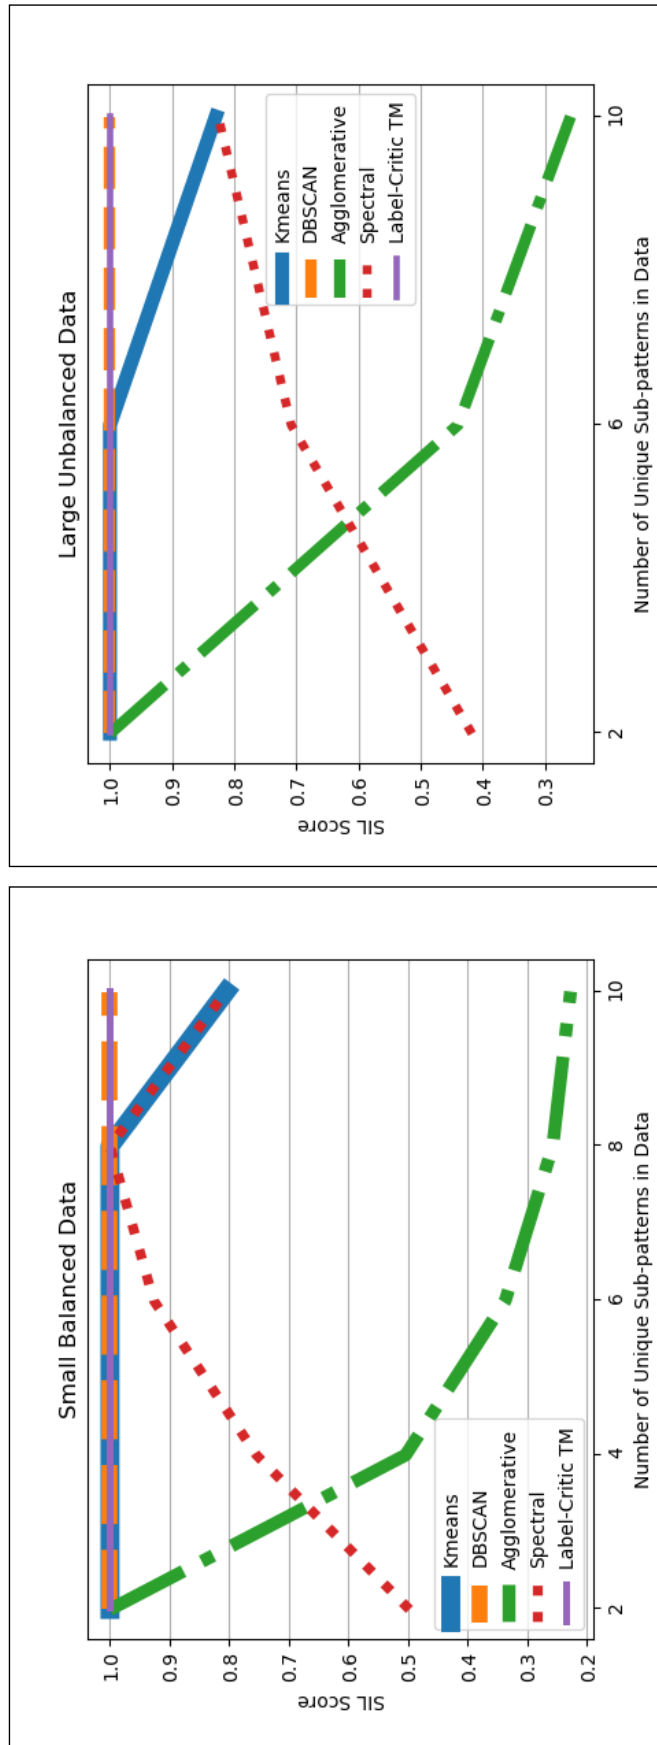 Small Balanced Data
SIL Score
1.0
0.9
0.8
0.7
0.6
0.5
0.4
0.3
0.2
Kmeans
DBSCAN
Agglomerative
Spectral
Label-Critic TM
2
4
6
8
10
Number of Unique Sub-patterns in Data
Large Unbalanced Data
SIL Score
1.0
0.9
0.8
0.7
0.6
0.5
0.4
0.3
Kmeans
DBSCAN
Agglomerative
Spectral
Label-Critic TM
2
6
10
Number of Unique Sub-patterns in Data